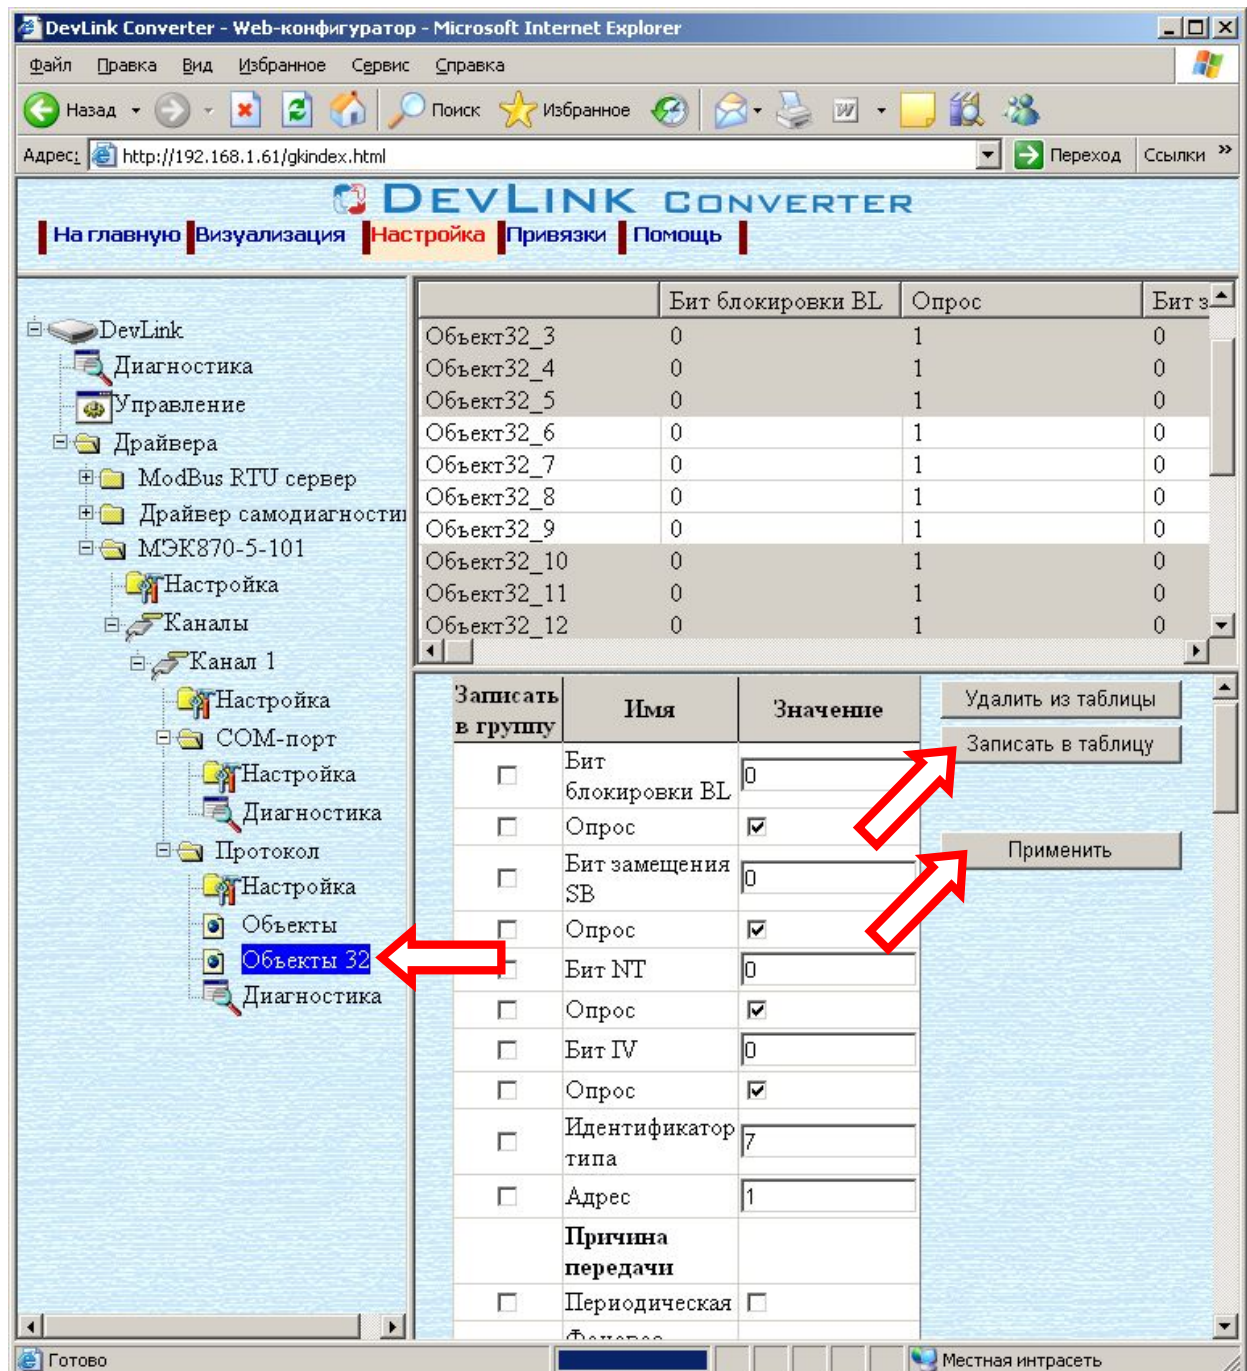 DevLink Converter - Web-конфигуратор - Microsoft Internet Explorer
Файл Правка Вид Избранное Сервис Справка
Назад Поиск Избранное
Адрес: http://192.168.1.61/gkindex.html Переход Ссылки »
DEVLINK CONVERTER
На главную Визуализация Настройка Привязки Помощь
DevLink
Диагностика
Управление
Драйвера
ModBus RTU сервер
Драйвер самодиагности
МЭК870-5-101
Настройка
Каналы
Канал 1
Настройка
COM-порт
Настройка
Диагностика
Протокол
Настройка
Объекты
Объекты 32
Диагностика
Бит блокировки BL Опрос Бит з
Объект32_3 0 1 0
Объект32_4 0 1 0
Объект32_5 0 1 0
Объект32_6 0 1 0
Объект32_7 0 1 0
Объект32_8 0 1 0
Объект32_9 0 1 0
Объект32_10 0 1 0
Объект32_11 0 1 0
Объект32_12 0 1 0
Записать в группу Имя Значение
Бит блокировки BL 0
Опрос
Бит замещения SB 0
Опрос
Бит NT 0
Опрос
Бит IV 0
Опрос
Идентификатор типа 7
Адрес 1
Причина передачи
Периодическая
Удалить из таблицы
Записать в таблицу
Применить
Готово Местная интрасеть